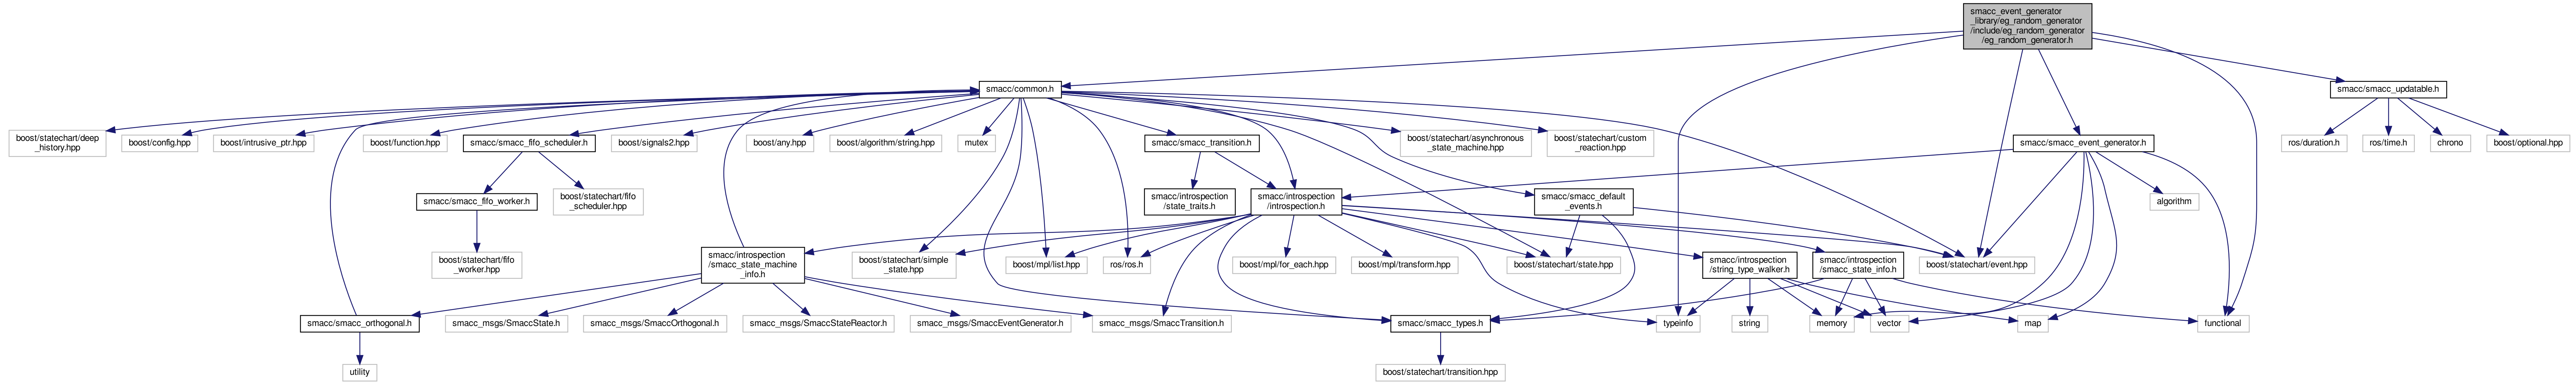 smacc_event_generator
_library/eg_random_generator
/include/eg_random_generator
/eg_random_generator.h
smacc/common.h
smacc/smacc_updatable.h
boost/statechart/deep
_history.hpp
boost/config.hpp
boost/intrusive_ptr.hpp
boost/function.hpp
smacc/smacc_fifo_scheduler.h
boost/signals2.hpp
boost/any.hpp
boost/algorithm/string.hpp
mutex
smacc/smacc_transition.h
boost/statechart/asynchronous
_state_machine.hpp
boost/statechart/custom
_reaction.hpp
smacc/smacc_event_generator.h
ros/duration.h
ros/time.h
chrono
boost/optional.hpp
smacc/smacc_fifo_worker.h
boost/statechart/fifo
_scheduler.hpp
smacc/introspection
/state_traits.h
smacc/introspection
/introspection.h
smacc/smacc_default
_events.h
algorithm
boost/statechart/fifo
_worker.hpp
smacc/introspection
/smacc_state_machine
_info.h
boost/statechart/simple
_state.hpp
boost/mpl/list.hpp
ros/ros.h
boost/mpl/for_each.hpp
boost/mpl/transform.hpp
boost/statechart/state.hpp
smacc/introspection
/string_type_walker.h
smacc/introspection
/smacc_state_info.h
boost/statechart/event.hpp
smacc/smacc_orthogonal.h
smacc_msgs/SmaccState.h
smacc_msgs/SmaccOrthogonal.h
smacc_msgs/SmaccStateReactor.h
smacc_msgs/SmaccEventGenerator.h
smacc_msgs/SmaccTransition.h
smacc/smacc_types.h
typeinfo
string
memory
vector
map
functional
utility
boost/statechart/transition.hpp